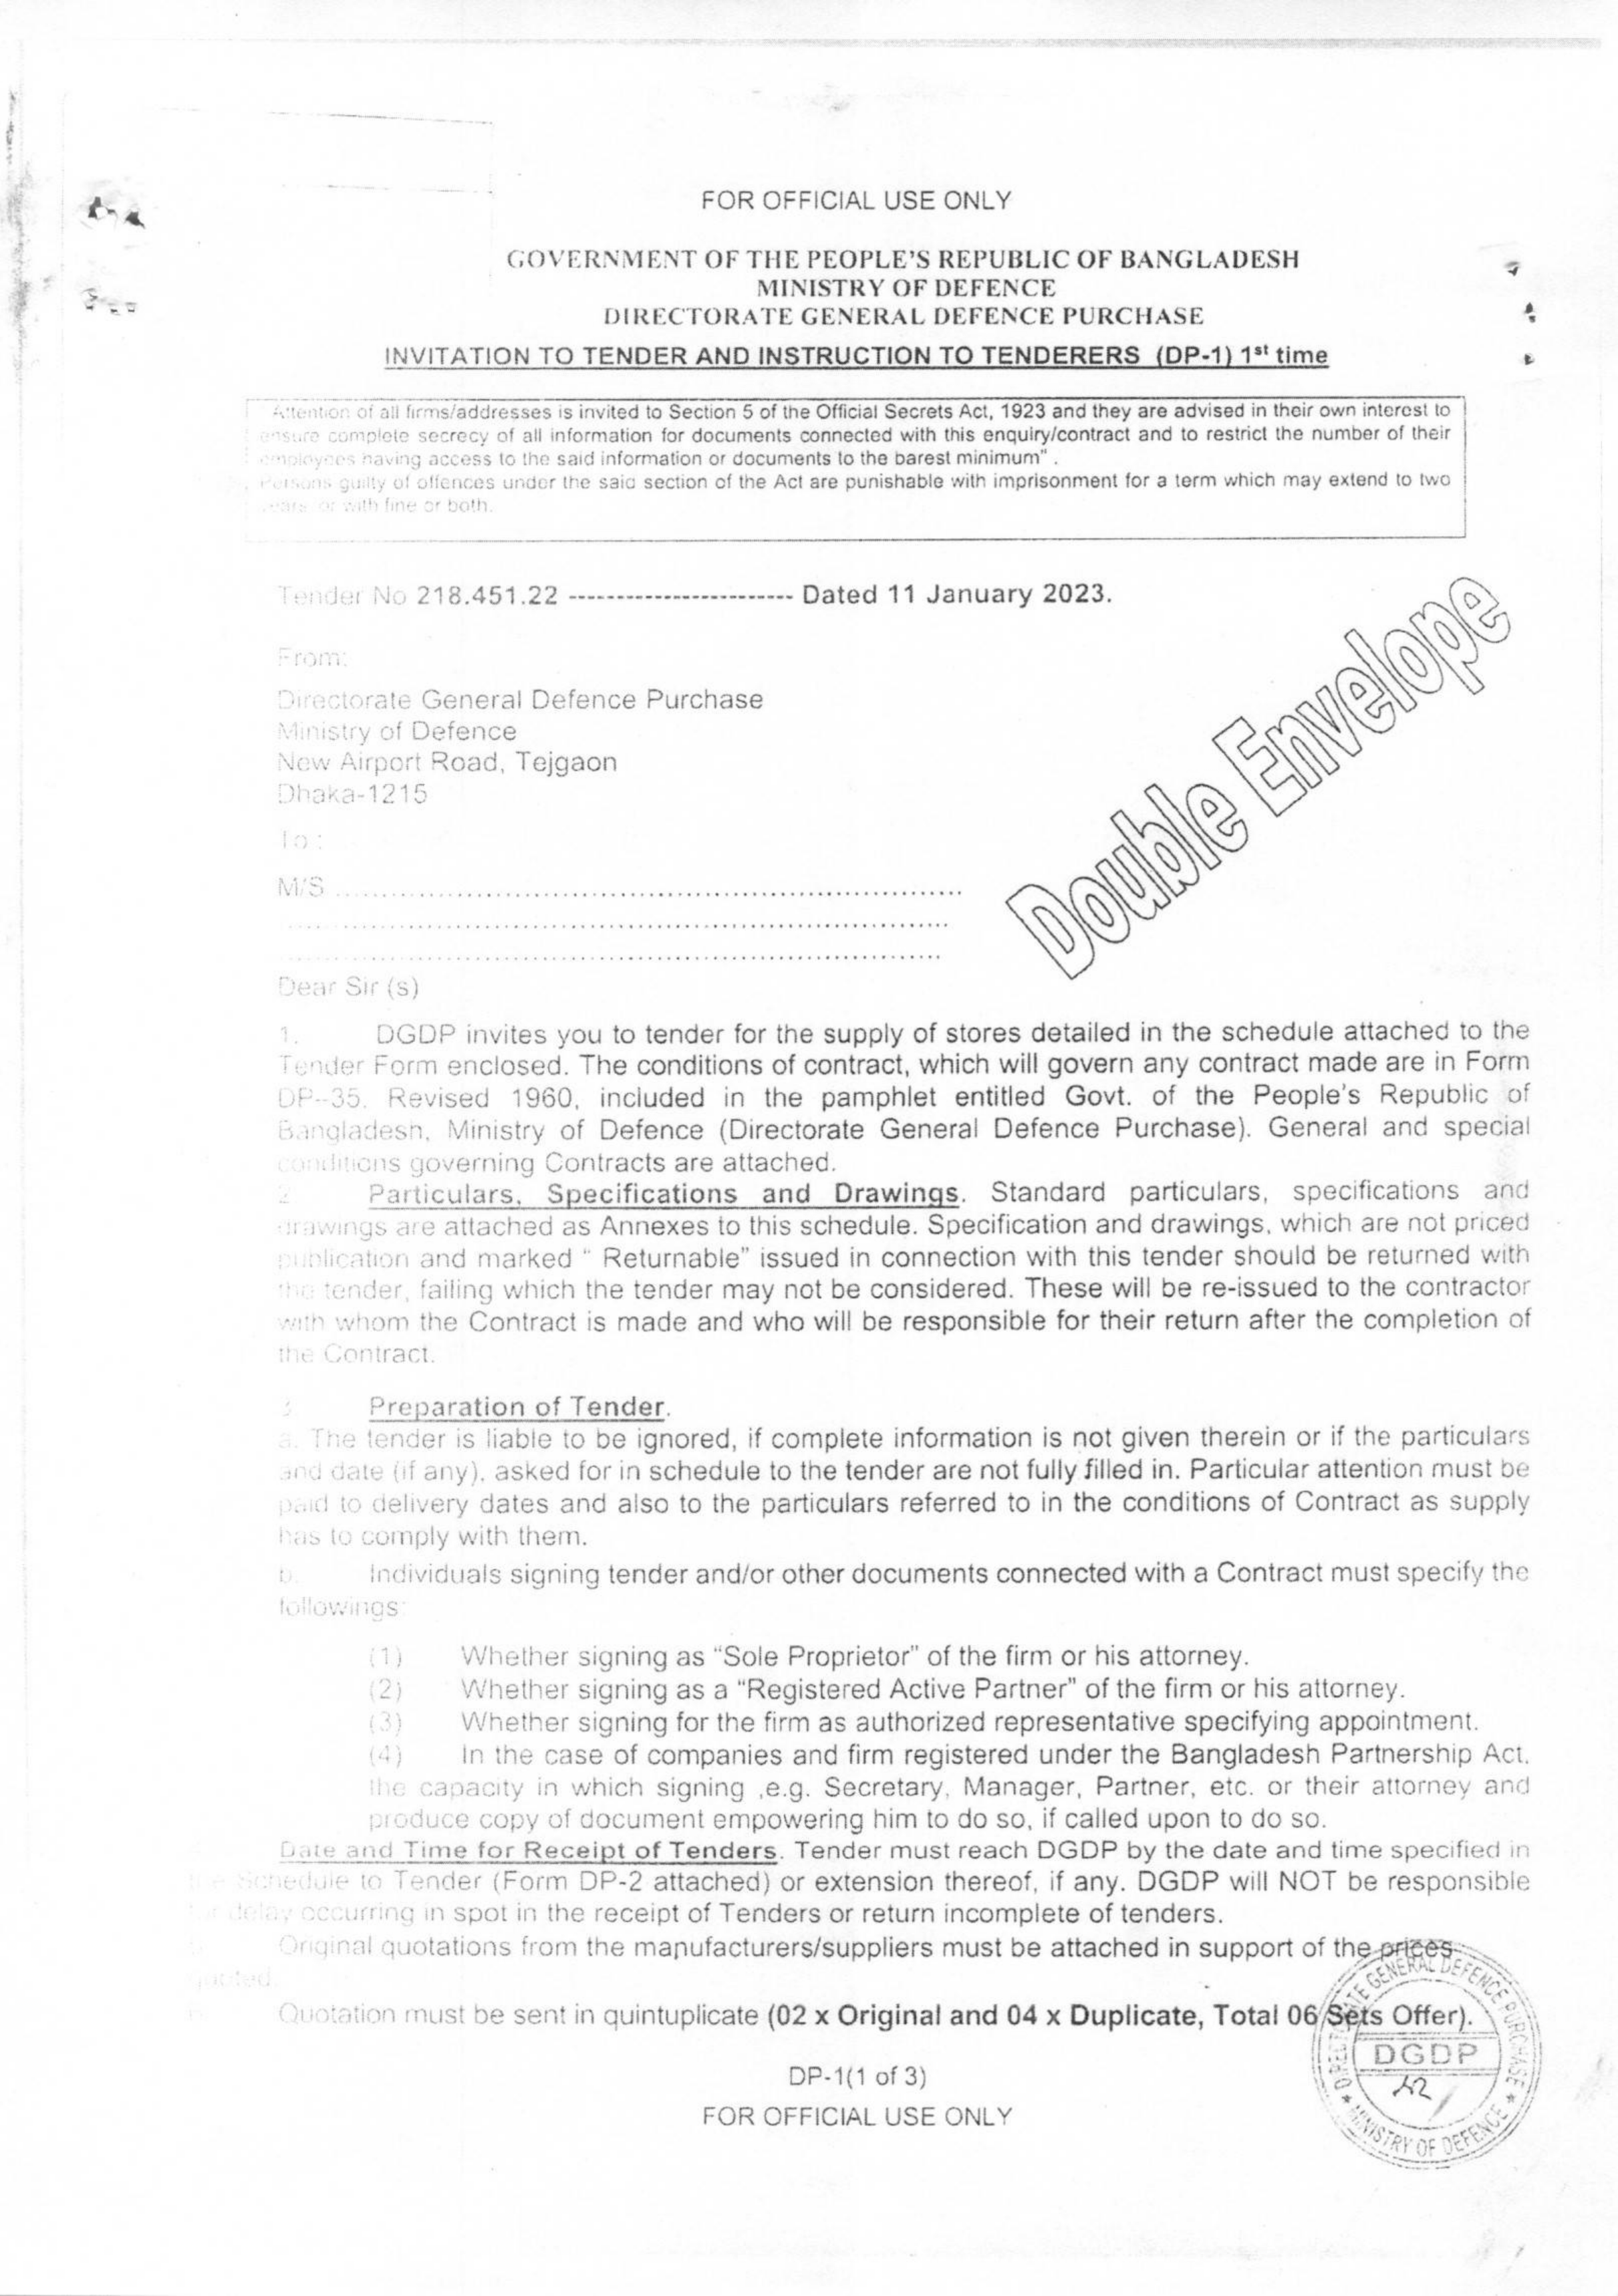 FOR OFFICIAL USE ONLY
GOVERNMENT OF THE PEOPLE'S REPUBLIC OF BANGLADESH
MINISTRY OF DEFENCE
DIRECTORATE GENERAL DEFENCE PURCHASE
INVITATION TO TENDER AND INSTRUCTION TO TENDERERS (DP-1) 1st time
Attention of all firms/addresses is invited to Section 5 of the Official Secrets Act, 1923 and they are advised in their own interest to
ensure complete secrecy of all information for documents connected with this enquiry/contract and to restrict the number of their
employees having access to the said information or documents to the barest minimum" .
Persons guilty of offences under the said section of the Act are punishable with imprisonment for a term which may extend to two
years or with fine or both.
Tender No 218.451.22 ------------------------ Dated 11 January 2023.
Double Envelope
From:
Directorate General Defence Purchase
Ministry of Defence
New Airport Road, Tejgaon
Dhaka-1215
To :
M/S ......................................................................
..........................................................................
..........................................................................
Dear Sir (s)
1. DGDP invites you to tender for the supply of stores detailed in the schedule attached to the
Tender Form enclosed. The conditions of contract, which will govern any contract made are in Form
DP-35. Revised 1960, included in the pamphlet entitled Govt. of the People's Republic of
Bangladesh, Ministry of Defence (Directorate General Defence Purchase). General and special
conditions governing Contracts are attached.
2 Particulars, Specifications and Drawings. Standard particulars, specifications and
drawings are attached as Annexes to this schedule. Specification and drawings, which are not priced
publication and marked " Returnable" issued in connection with this tender should be returned with
the tender, failing which the tender may not be considered. These will be re-issued to the contractor
with whom the Contract is made and who will be responsible for their return after the completion of
the Contract.
3 Preparation of Tender.
a. The tender is liable to be ignored, if complete information is not given therein or if the particulars
and date (if any), asked for in schedule to the tender are not fully filled in. Particular attention must be
paid to delivery dates and also to the particulars referred to in the conditions of Contract as supply
has to comply with them.
b. Individuals signing tender and/or other documents connected with a Contract must specify the
followings:
(1) Whether signing as "Sole Proprietor" of the firm or his attorney.
(2) Whether signing as a "Registered Active Partner" of the firm or his attorney.
(3) Whether signing for the firm as authorized representative specifying appointment.
(4) In the case of companies and firm registered under the Bangladesh Partnership Act.
the capacity in which signing ,e.g. Secretary, Manager, Partner, etc. or their attorney and
produce copy of document empowering him to do so, if called upon to do so.
Date and Time for Receipt of Tenders. Tender must reach DGDP by the date and time specified in
the Schedule to Tender (Form DP-2 attached) or extension thereof, if any. DGDP will NOT be responsible
for delay occurring in spot in the receipt of Tenders or return incomplete of tenders.
Original quotations from the manufacturers/suppliers must be attached in support of the prices
quoted.
Quotation must be sent in quintuplicate (02 x Original and 04 x Duplicate, Total 06 Sets Offer).
DIRECTORATE GENERAL DEFENCE PURCHASE
DGDP
MINISTRY OF DEFENCE
DP-1(1 of 3)
FOR OFFICIAL USE ONLY